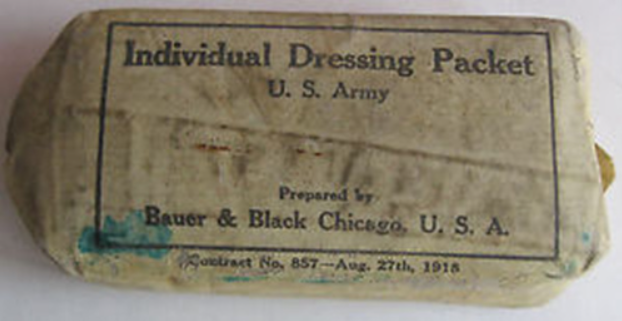 Individual Dressing Packet
U. S. Army
Prepared by
Bauer & Black Chicago, U. S. A.
Contract No. 857—Aug. 27th, 1918